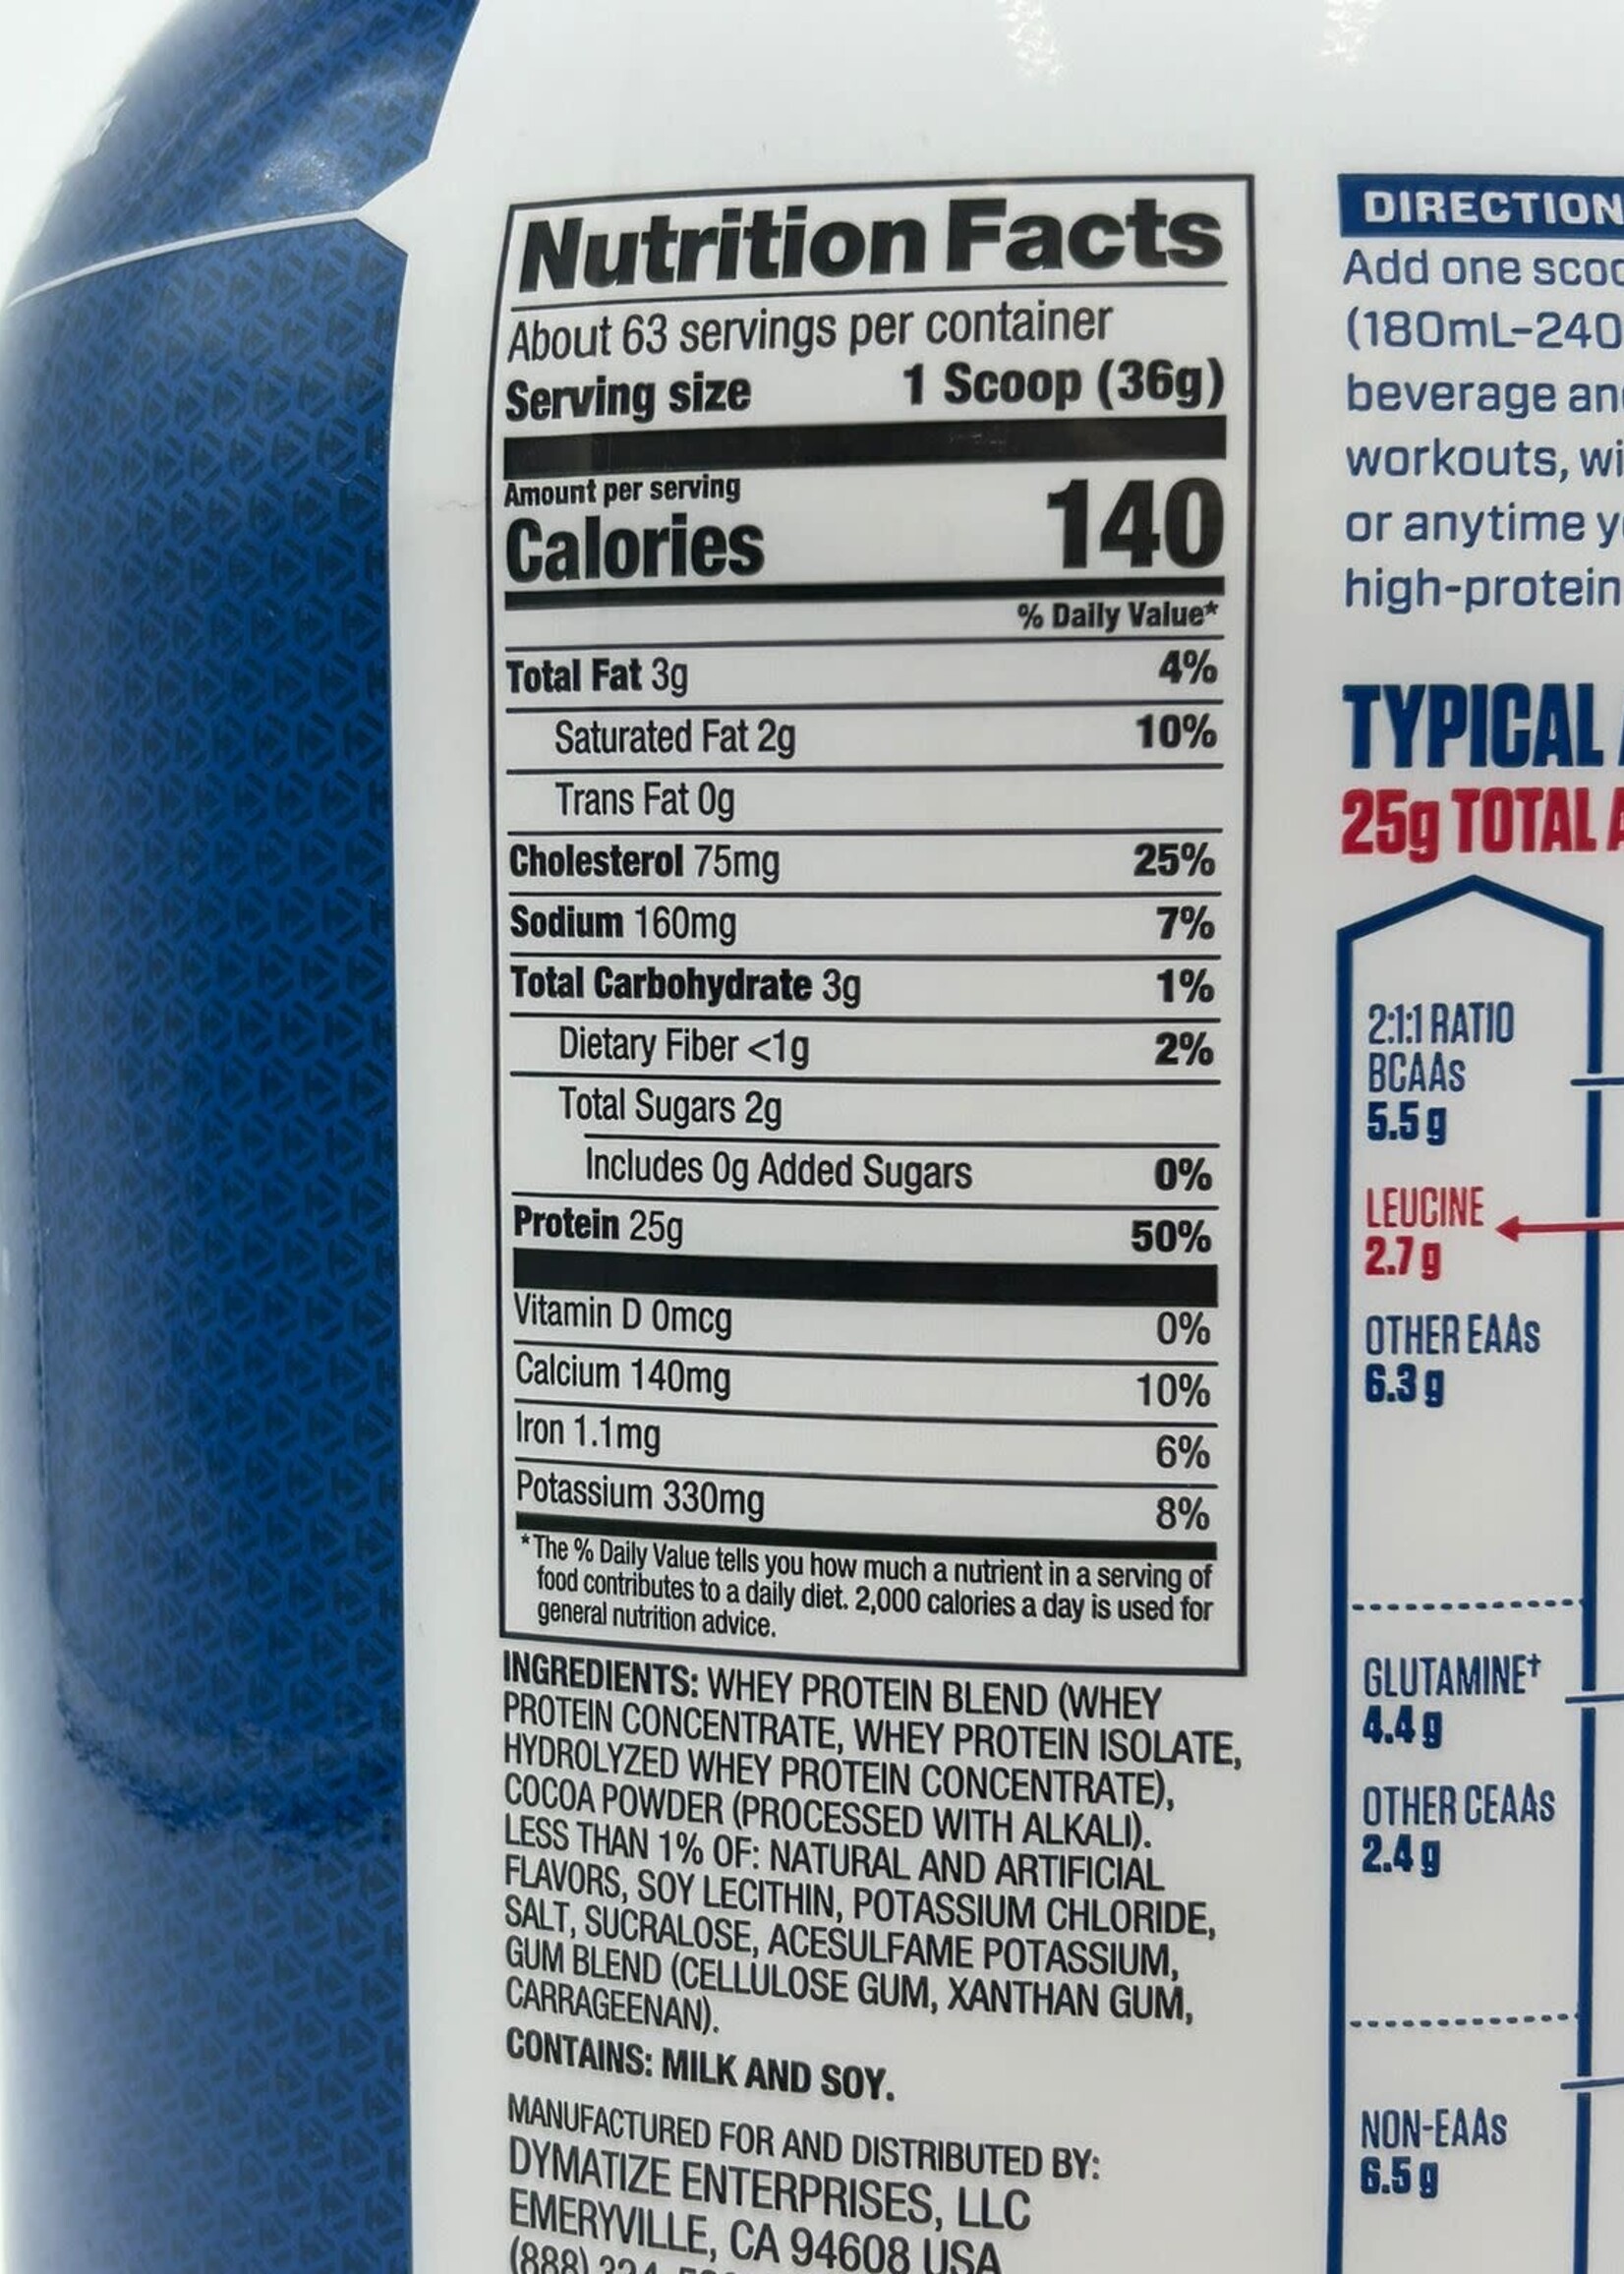 Nutrition Facts
About 63 servings per container
Serving size 1 Scoop (36g)
Amount per serving
Calories 140
% Daily Value*
Total Fat 3g 4%
Saturated Fat 2g 10%
Trans Fat 0g
Cholesterol 75mg 25%
Sodium 160mg 7%
Total Carbohydrate 3g 1%
Dietary Fiber <1g 2%
Total Sugars 2g
Includes 0g Added Sugars 0%
Protein 25g 50%
Vitamin D 0mcg 0%
Calcium 140mg 10%
Iron 1.1mg 6%
Potassium 330mg 8%
*The % Daily Value tells you how much a nutrient in a serving of
food contributes to a daily diet. 2,000 calories a day is used for
general nutrition advice.
INGREDIENTS: WHEY PROTEIN BLEND (WHEY
PROTEIN CONCENTRATE, WHEY PROTEIN ISOLATE,
HYDROLYZED WHEY PROTEIN CONCENTRATE),
COCOA POWDER (PROCESSED WITH ALKALI).
LESS THAN 1% OF: NATURAL AND ARTIFICIAL
FLAVORS, SOY LECITHIN, POTASSIUM CHLORIDE,
SALT, SUCRALOSE, ACESULFAME POTASSIUM,
GUM BLEND (CELLULOSE GUM, XANTHAN GUM,
CARRAGEENAN).
CONTAINS: MILK AND SOY.
MANUFACTURED FOR AND DISTRIBUTED BY:
DYMATIZE ENTERPRISES, LLC
EMERYVILLE, CA 94608 USA
(888)
DIRECTION
Add one
(180mL-240
beverage
workouts,
or anytime
high-protein
TYPICAL
25g TOTAL
2:1:1 RATIO
BCAAs
5.5 g
LEUCINE
2.7 g
OTHER EAAs
6.3 g
GLUTAMINE†
4.4 g
OTHER CEAAs
2.4 g
NON-EAAs
6.5 g